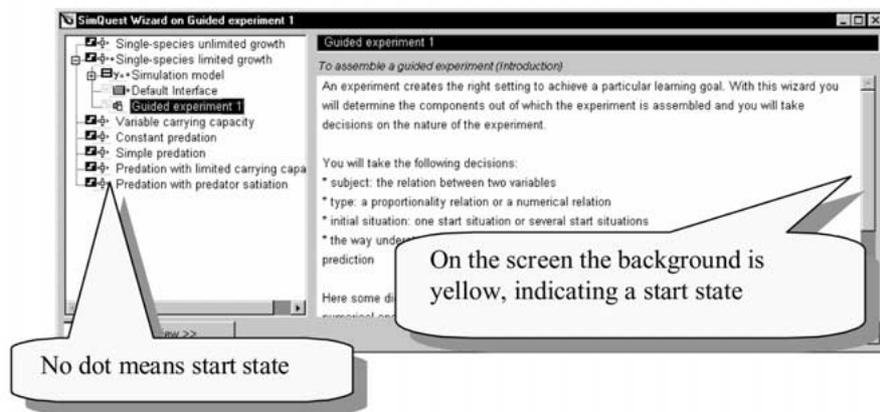 SimQuest Wizard on Guided experiment 1
Single-species unlimited growth
Single-species limited growth
Simulation model
Default Interface
Guided experiment 1
Variable carrying capacity
Constant predation
Simple predation
Predation with limited carrying capa
Predation with predator satiation
Guided experiment 1
To assemble a guided experiment (Introduction)
An experiment creates the right setting to achieve a particular learning goal. With this wizard you
will determine the components out of which the experiment is assembled and you will take
decisions on the nature of the experiment.
You will take the following decisions:
* subject: the relation between two variables
* type: a proportionality relation or a numerical relation
* initial situation: one start situation or several start situations
* the way
prediction
Here some
On the screen the background is
yellow, indicating a start state
No dot means start state